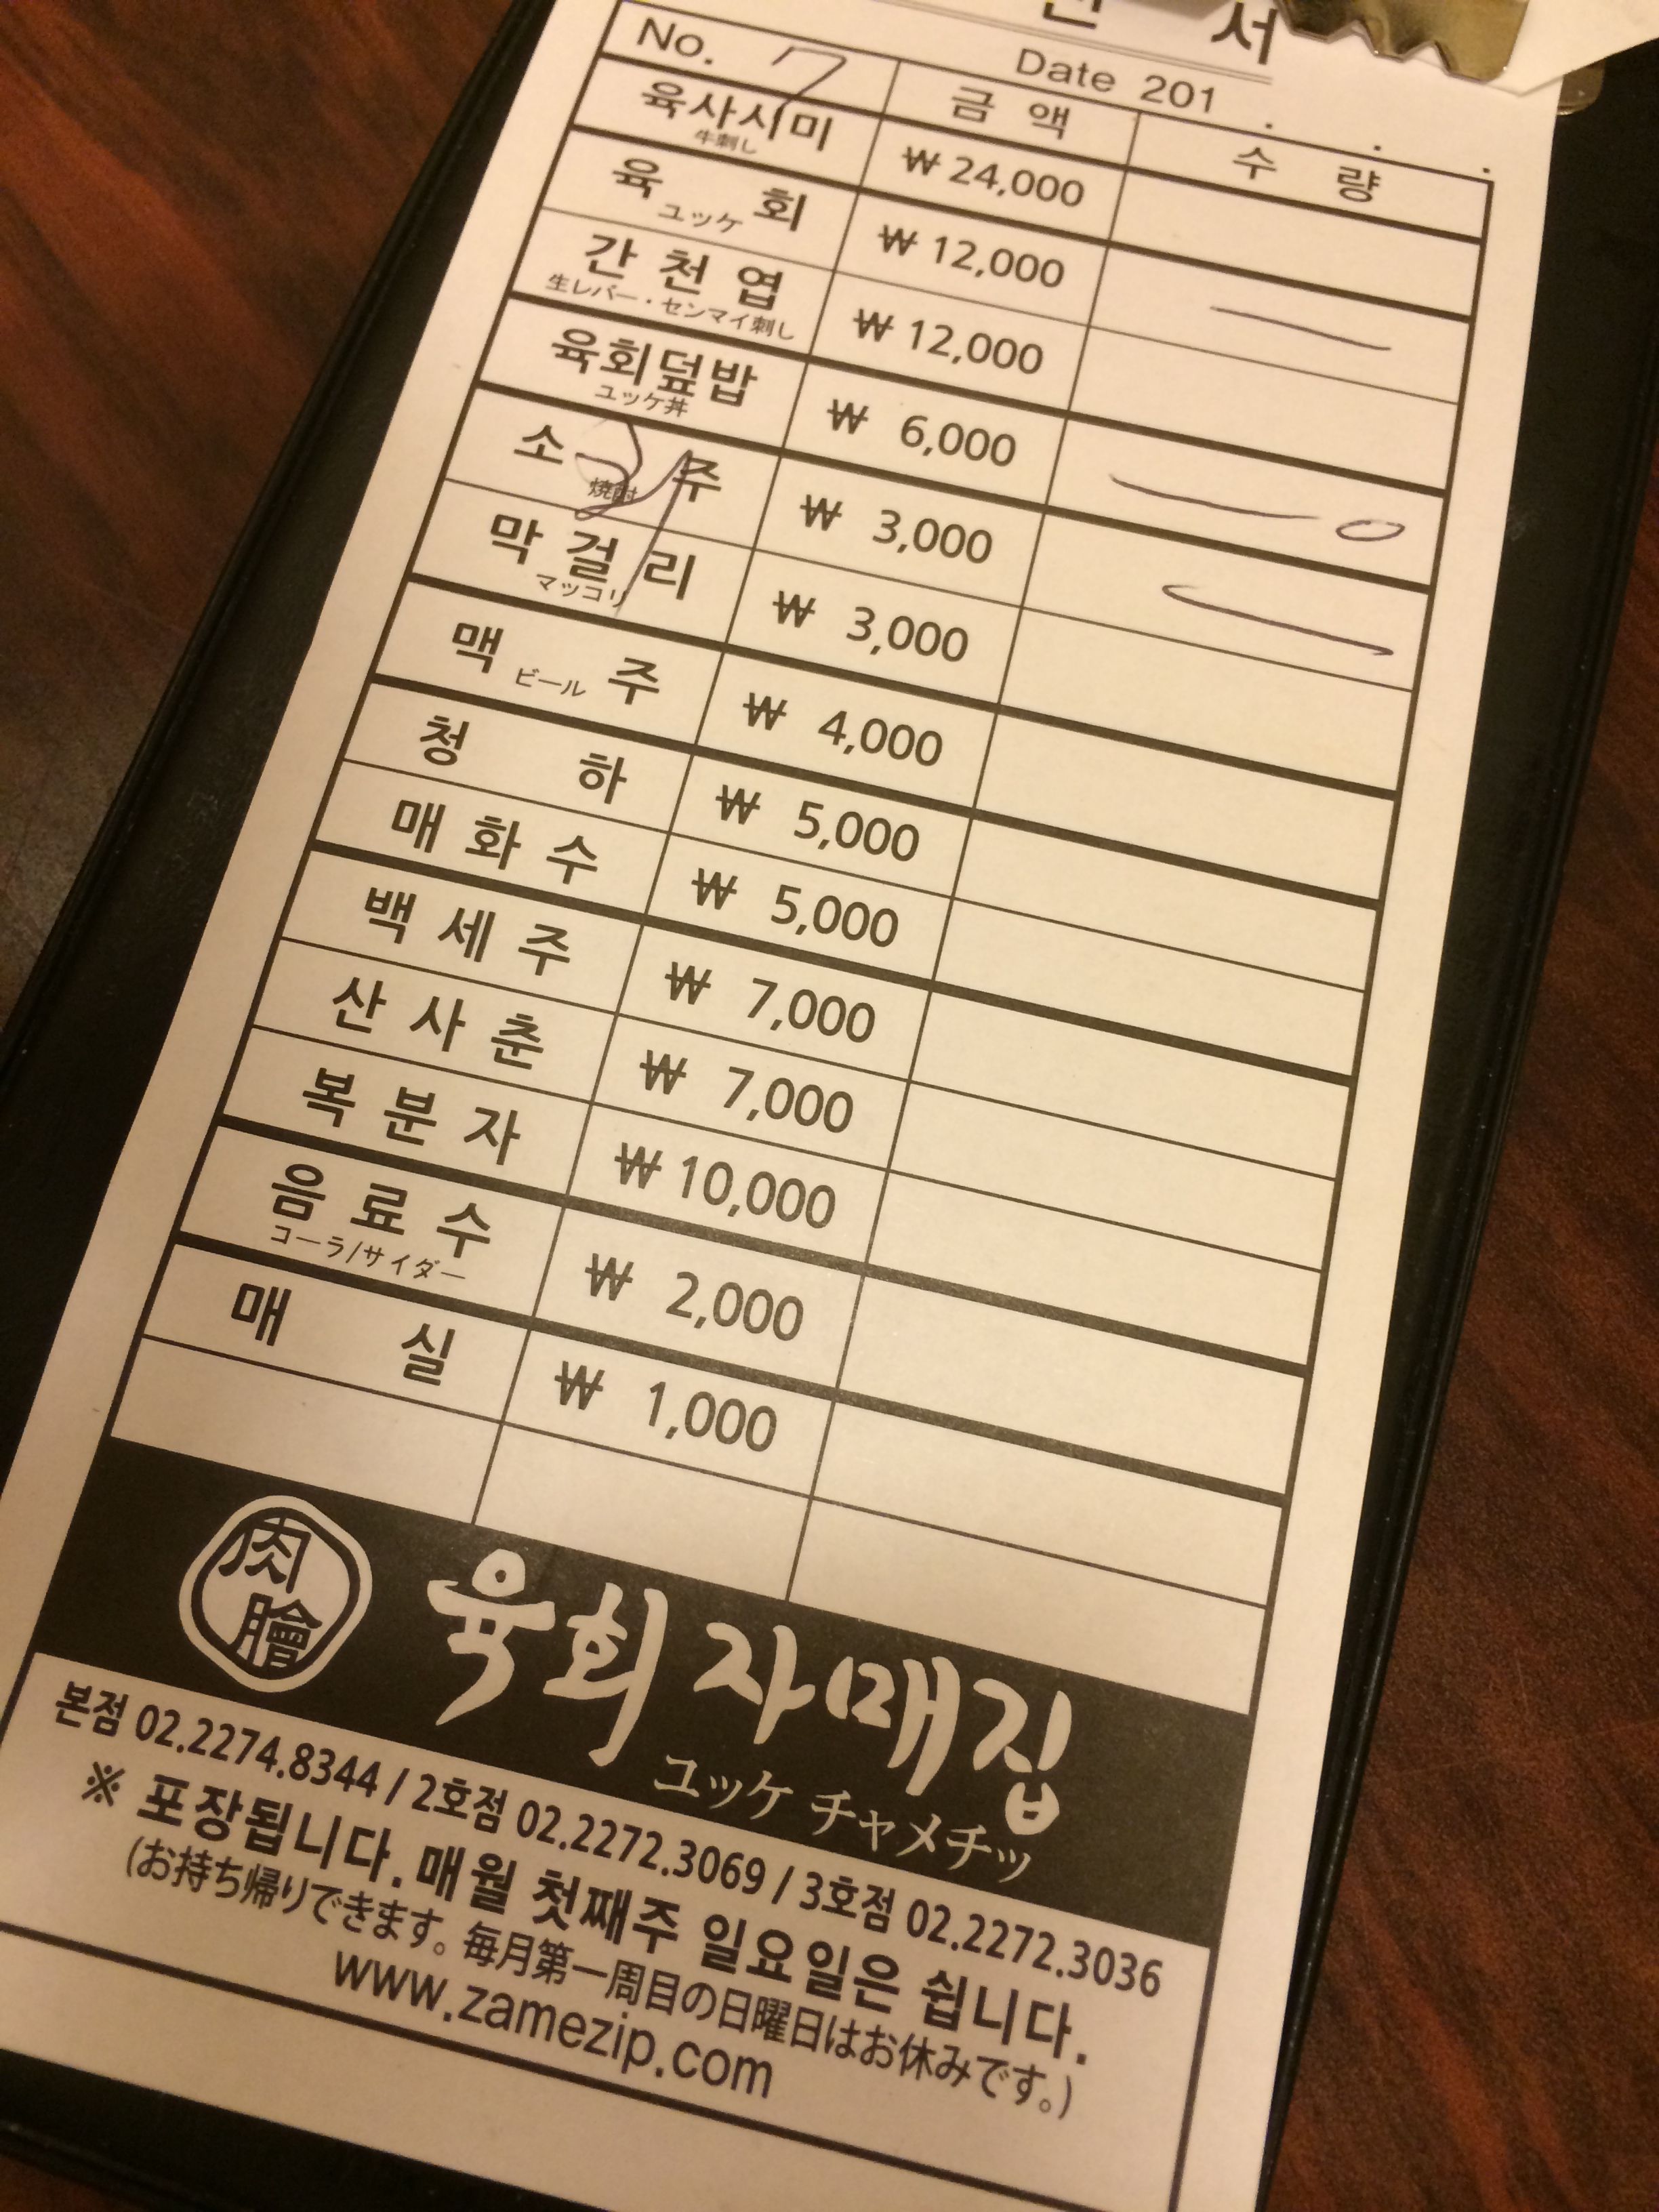 서
No. 7
Date 201 . . .
금 액
수 량
육사시미 ₩ 24,000
牛刺し
육 회 ₩ 12,000
ユッケ
간 천 엽 ₩ 12,000
生レバー・センマイ刺し
육회덮밥 ₩ 6,000
ユッケ丼
소 주 ₩ 3,000
焼酎
막 걸 리 ₩ 3,000
マッコリ
맥 주 ₩ 4,000
ビール
청 하 ₩ 5,000
매 화 수 ₩ 5,000
백 세 주 ₩ 7,000
산 사 춘 ₩ 7,000
복 분 자 ₩ 10,000
음 료 수 ₩ 2,000
コーラ/サイダー
매 실 ₩ 1,000
肉膾
육회 자매집
ユッケ チャメチッ
본점 02.2274.8344 / 2호점 02.2272.3069 / 3호점 02.2272.3036
※ 포장됩니다. 매월 첫째주 일요일은 쉽니다.
(お持ち帰りできます。毎月第一周目の日曜日はお休みです。)
www.zamezip.com